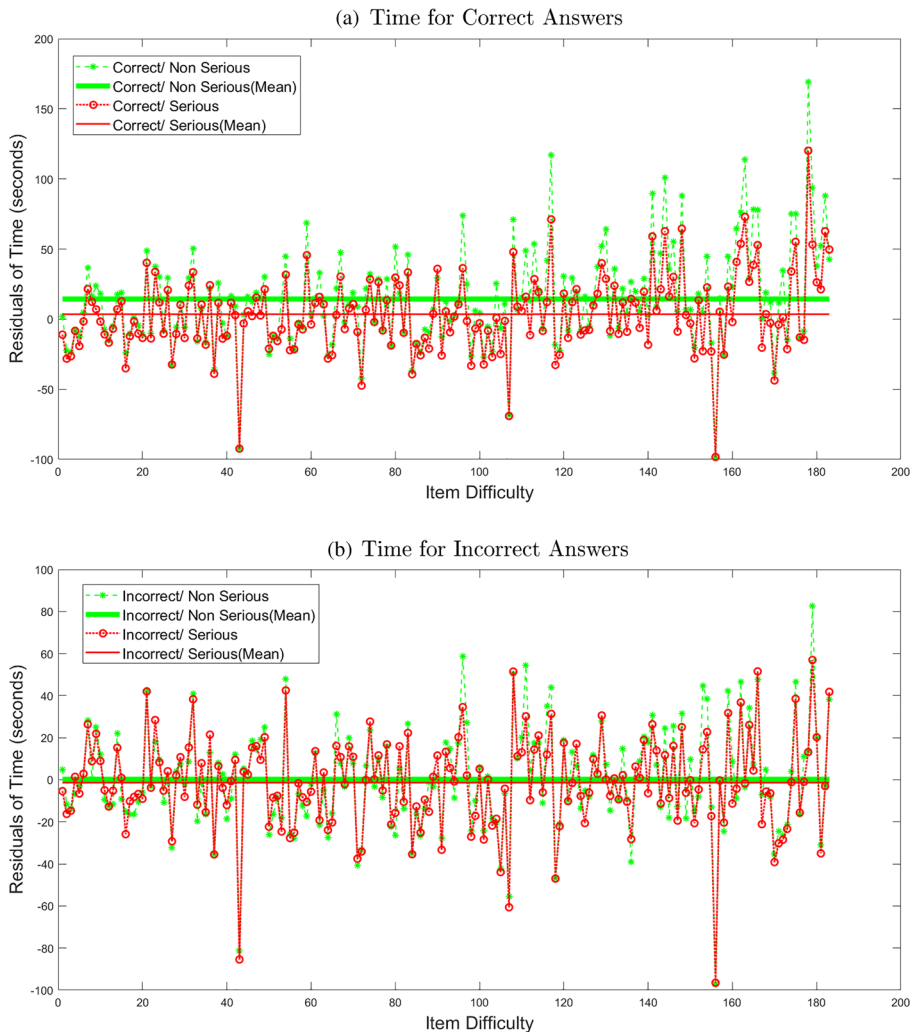 (a) Time for Correct Answers
200
150
100
50
0
-50
-100
Residuals of Time (seconds)
Correct/ Non Serious
Correct/ Non Serious(Mean)
Correct/ Serious
Correct/ Serious(Mean)
0 20 40 60 80 100 120 140 160 180 200
Item Difficulty
(b) Time for Incorrect Answers
100
80
60
40
20
0
-20
-40
-60
-80
-100
Residuals of Time (seconds)
Incorrect/ Non Serious
Incorrect/ Non Serious(Mean)
Incorrect/ Serious
Incorrect/ Serious(Mean)
0 20 40 60 80 100 120 140 160 180 200
Item Difficulty